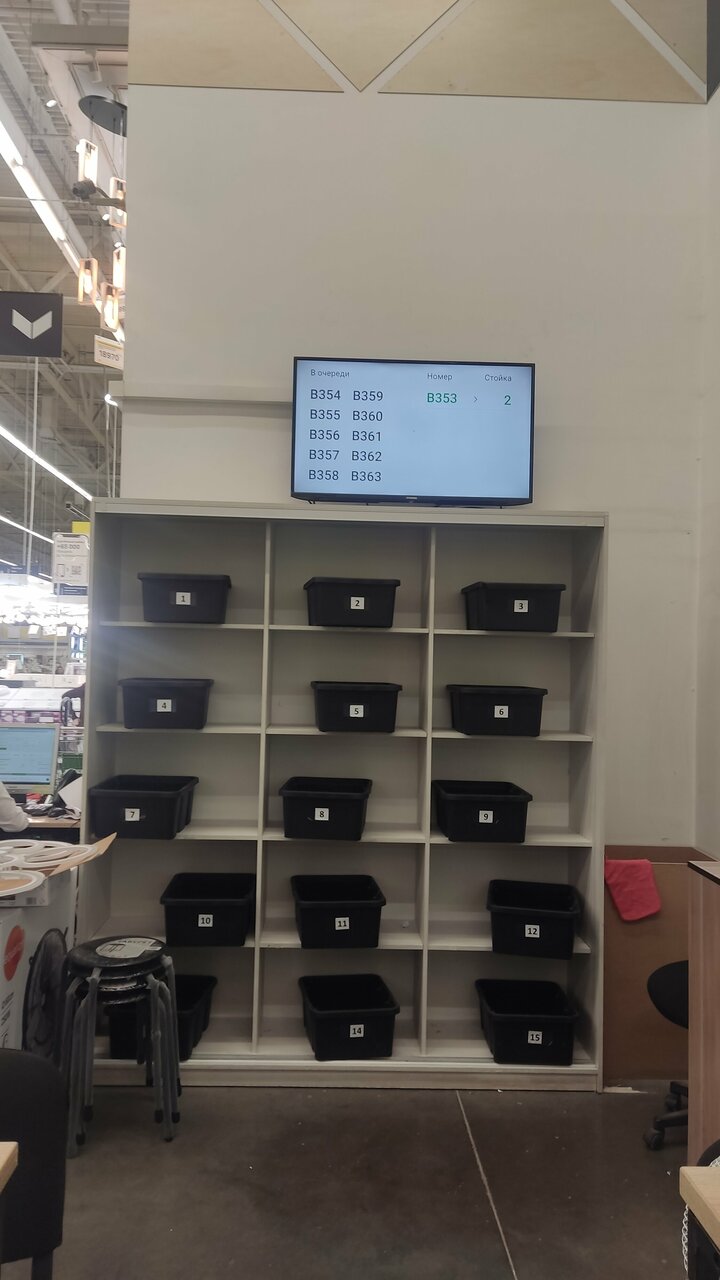 В очереди Номер Стойка
B354 B359 B353 › 2
B355 B360
B356 B361
B357 B362
B358 B363
1 2 3
4 5 6
7 8 9
10 11 12
14 15